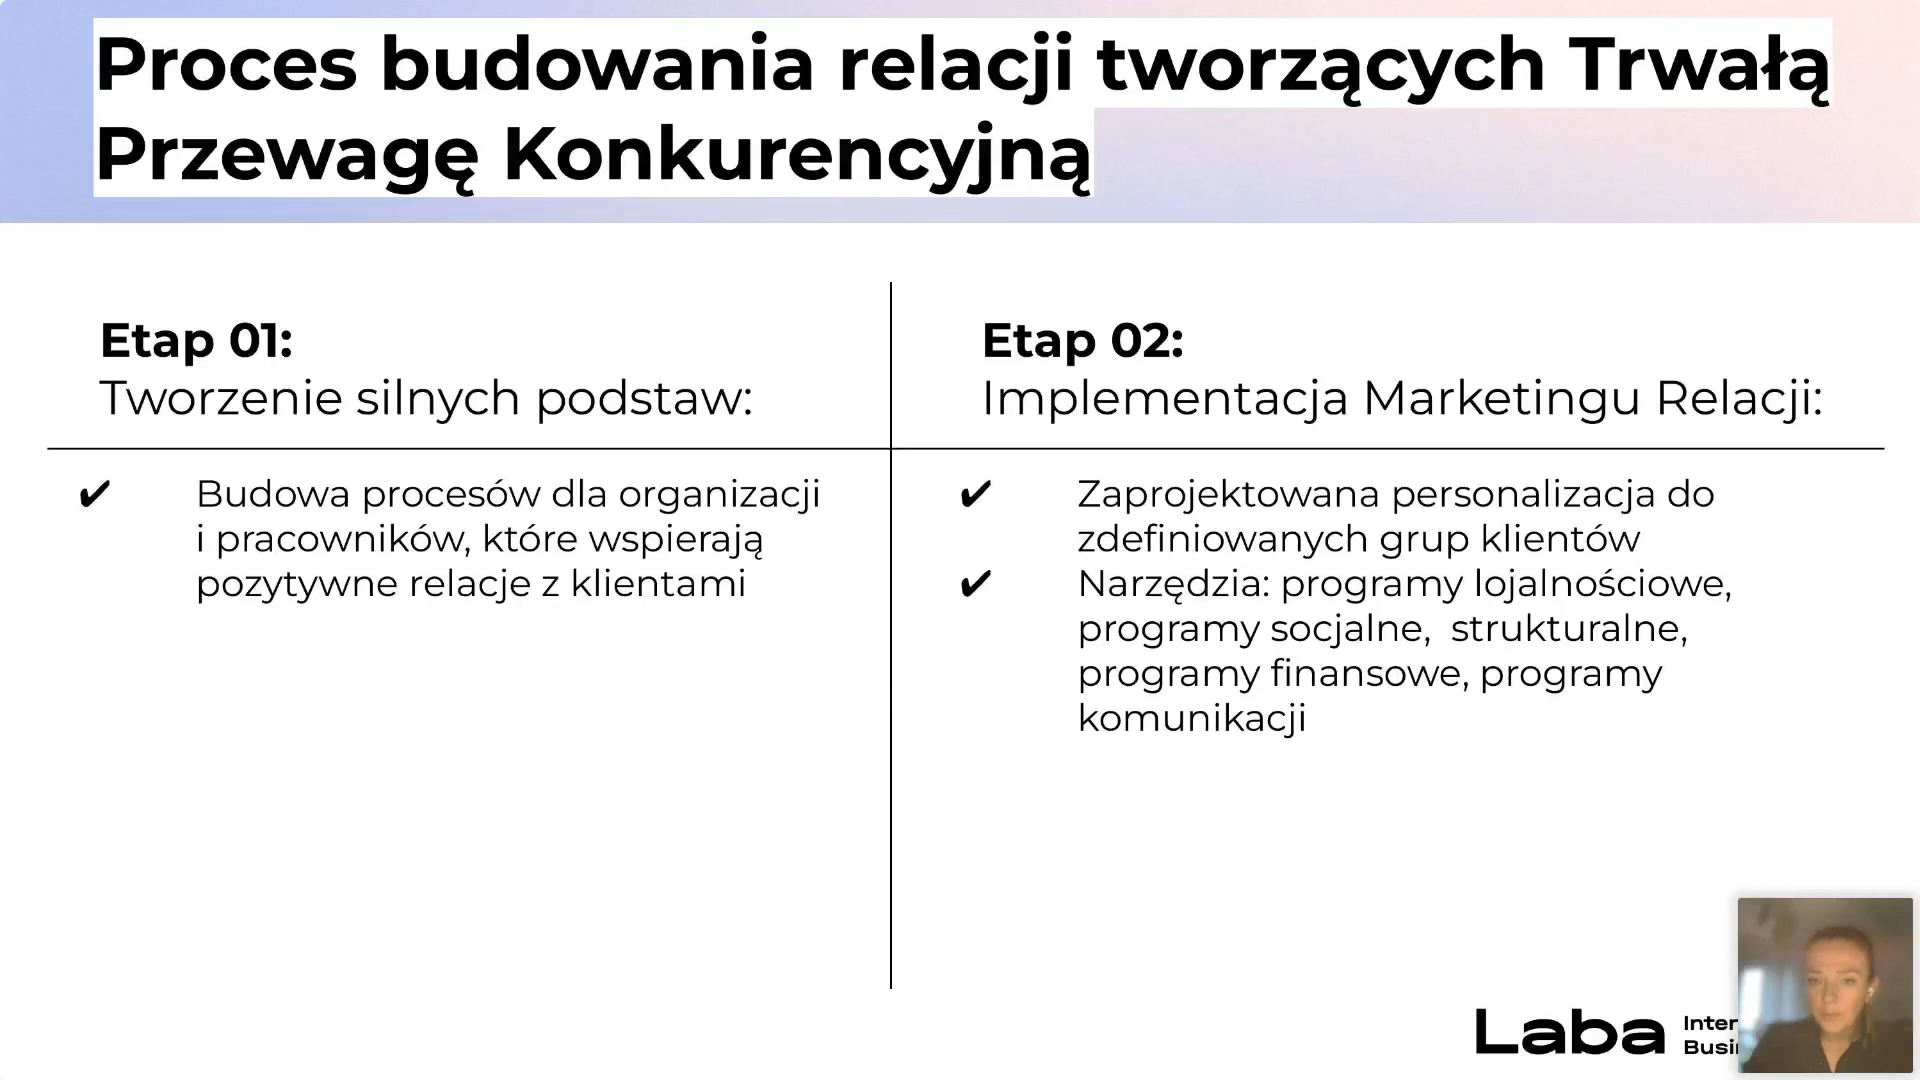 Proces budowania relacji tworzących Trwałą
Przewagę Konkurencyjną
Etap 01:
Tworzenie silnych podstaw:
✔ Budowa procesów dla organizacji
i pracowników, które wspierają
pozytywne relacje z klientami
Etap 02:
Implementacja Marketingu Relacji:
✔ Zaprojektowana personalizacja do
zdefiniowanych grup klientów
✔ Narzędzia: programy lojalnościowe,
programy socjalne, strukturalne,
programy finansowe, programy
komunikacji
Laba